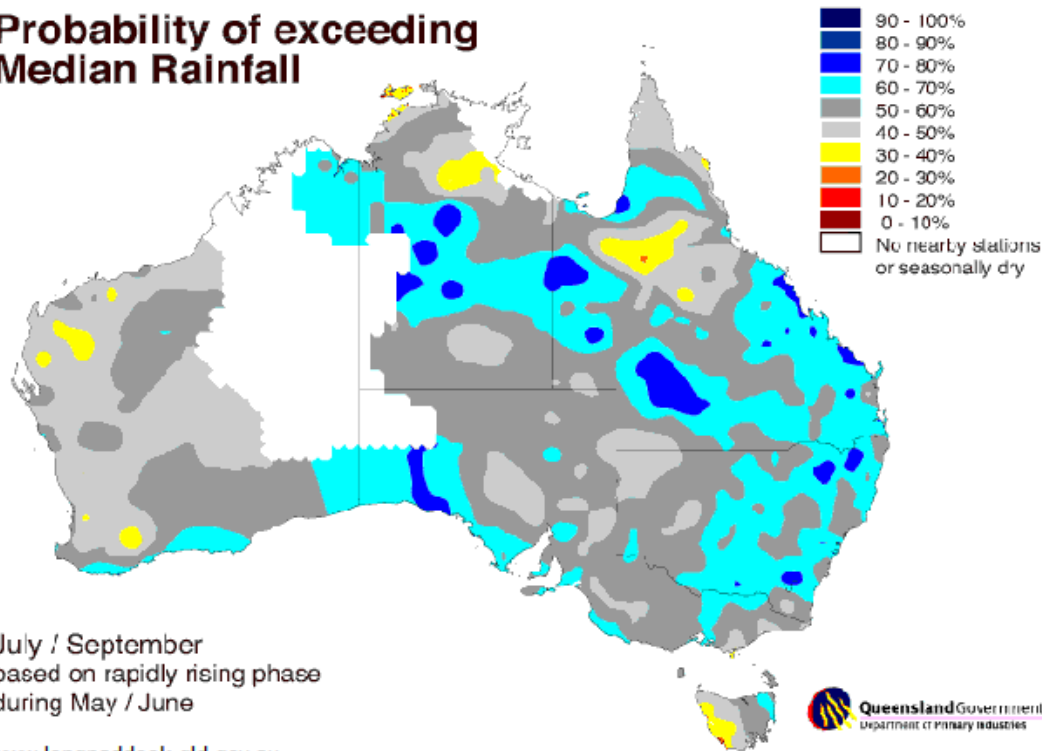 Probability of exceeding
Median Rainfall
90 - 100%
80 - 90%
70 - 80%
60 - 70%
50 - 60%
40 - 50%
30 - 40%
20 - 30%
10 - 20%
0 - 10%
No nearby stations
or seasonally dry
July / September
based on rapidly rising phase
during May / June
Queensland Government
Department of Primary Industries